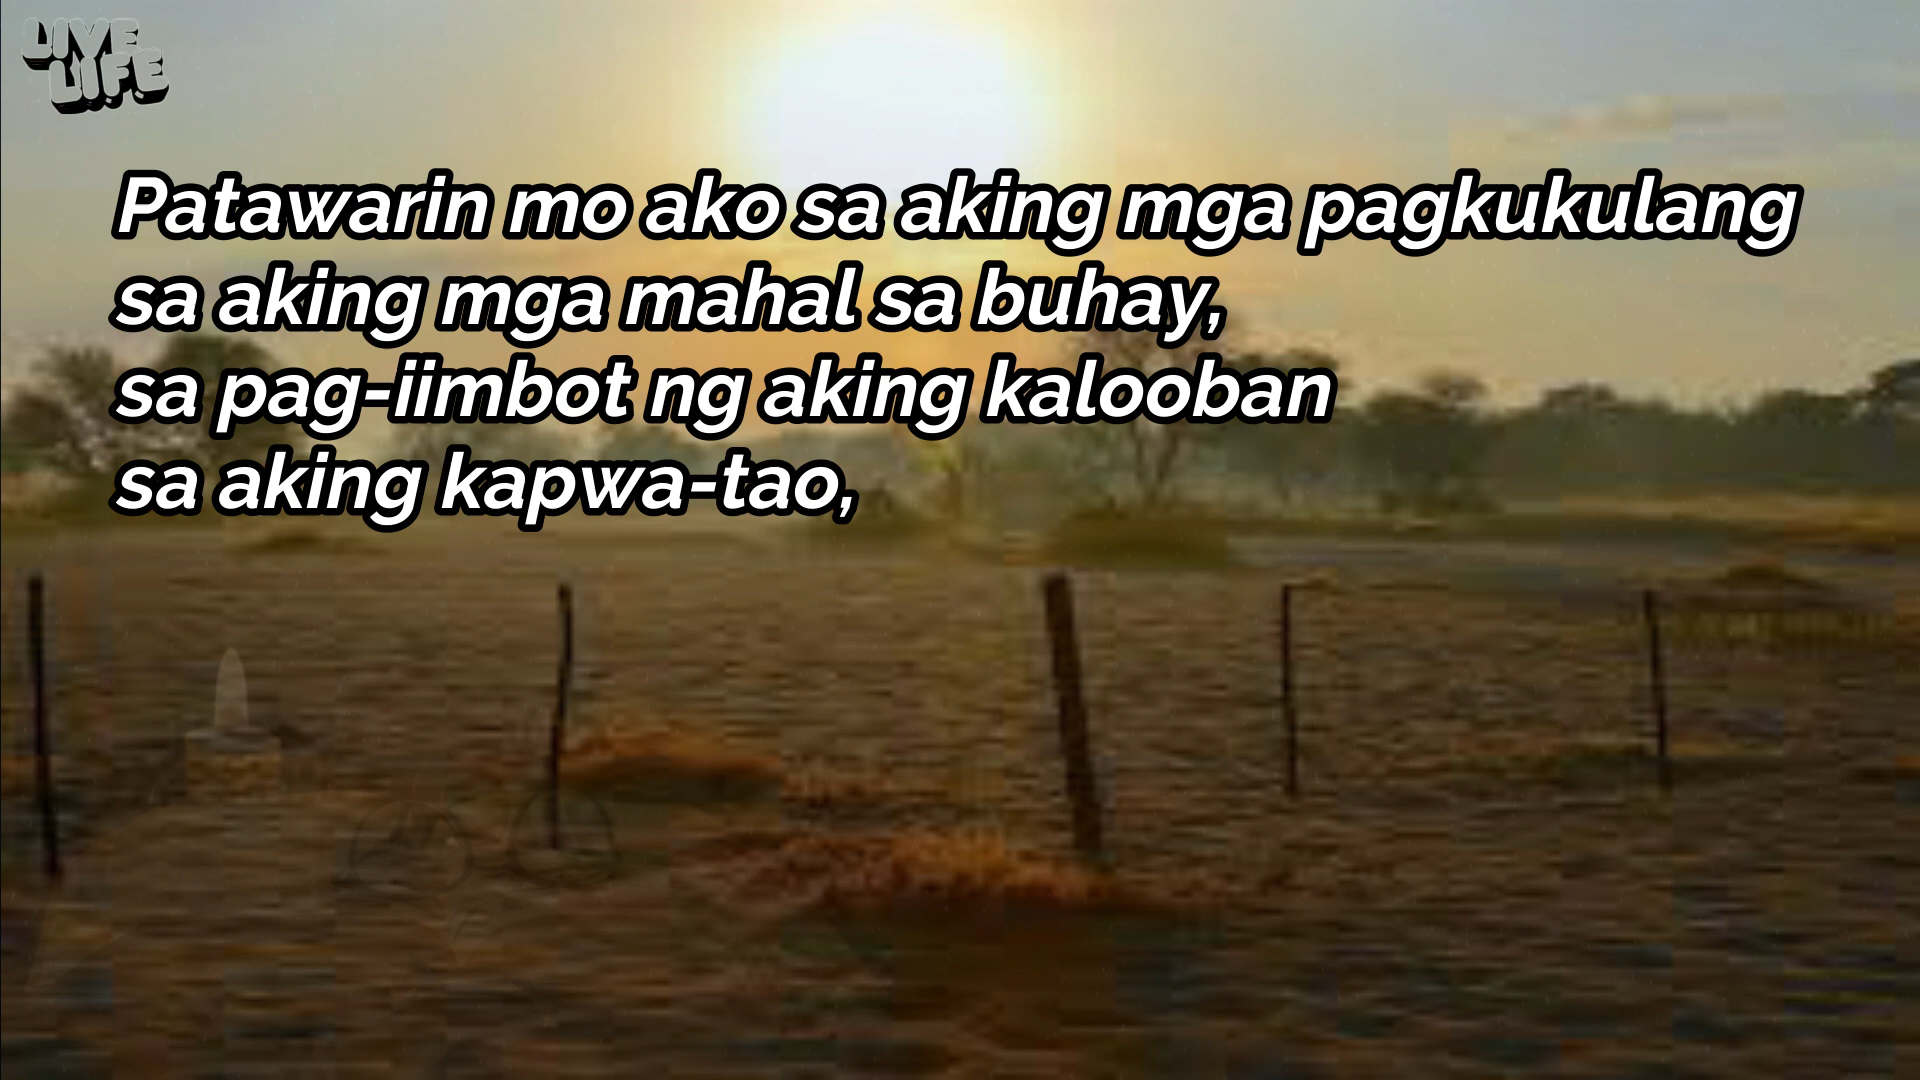 LIVE
LIFE
Patawarin mo ako sa aking mga pagkukulang
sa aking mga mahal sa buhay,
sa pag-iimbot ng aking kalooban
sa aking kapwa-tao,